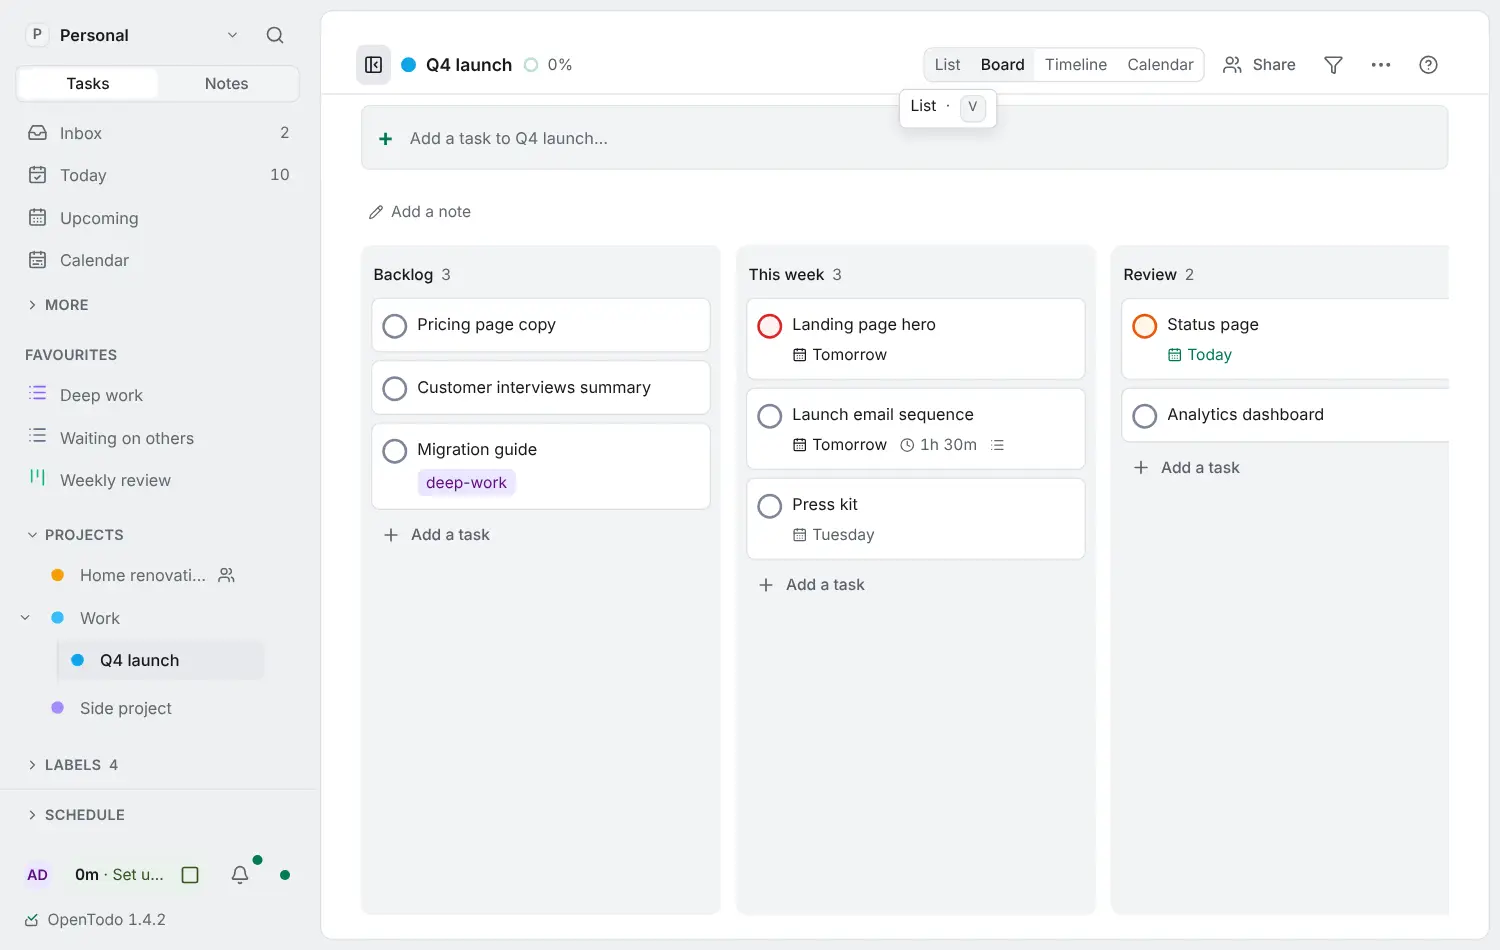 P Personal
Tasks Notes
Inbox 2
Today 10
Upcoming
Calendar
MORE
FAVOURITES
Deep work
Waiting on others
Weekly review
PROJECTS
Home renovati...
Work
Q4 launch
Side project
LABELS 4
SCHEDULE
AD 0m · Set u...
OpenTodo 1.4.2
Q4 launch 0%
List Board Timeline Calendar Share
List · V
Add a task to Q4 launch...
Add a note
Backlog 3
Pricing page copy
Customer interviews summary
Migration guide
deep-work
Add a task
This week 3
Landing page hero
Tomorrow
Launch email sequence
Tomorrow 1h 30m
Press kit
Tuesday
Add a task
Review 2
Status page
Today
Analytics dashboard
Add a task